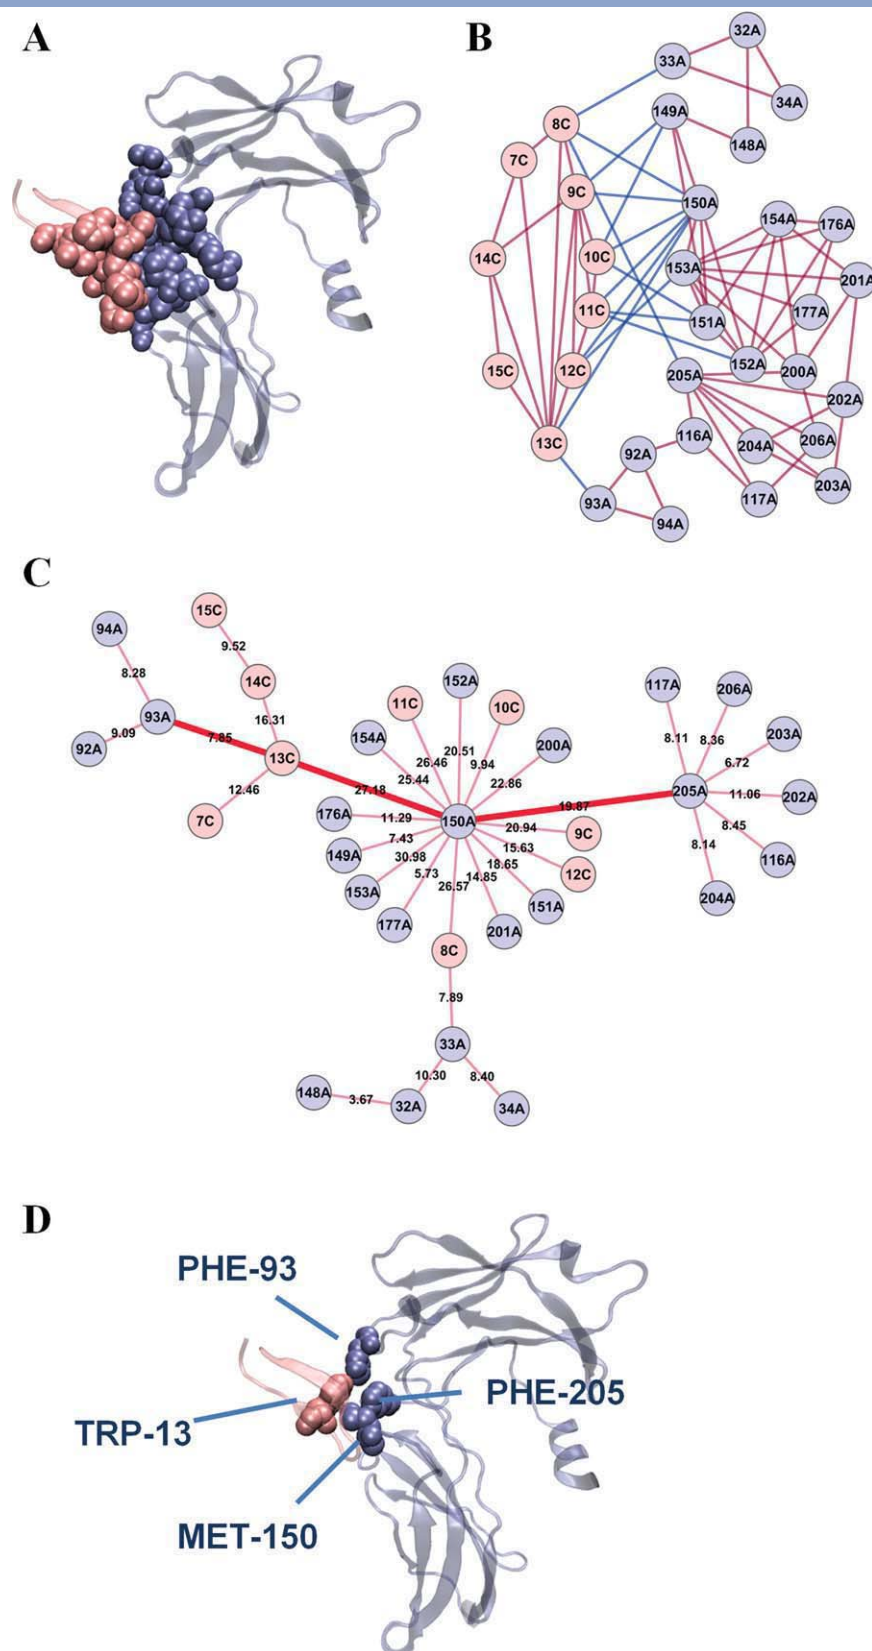 A
B
32A
33A
34A
149A
8C
148A
7C
9C
150A
154A
176A
10C
14C
153A
201A
11C
177A
151A
15C
12C
152A
200A
205A
202A
13C
116A
206A
92A
204A
203A
93A
117A
94A
C
15C
94A
9.52
14C
152A
117A
206A
8.28
11C
10C
93A
16.31
154A
200A
203A
9.09
7.85
20.51
8.11
8.36
92A
26.46
9.94
6.72
13C
25.44
22.86
27.18
205A
11.06
202A
12.46
19.87
7C
176A
11.29
150A
20.94
9C
8.45
7.43
15.63
8.14
149A
30.98
18.65
12C
116A
5.73
26.57
14.85
153A
151A
204A
177A
201A
8C
7.89
33A
10.30
8.40
148A
3.67
32A
34A
D
PHE-93
PHE-205
TRP-13
MET-150